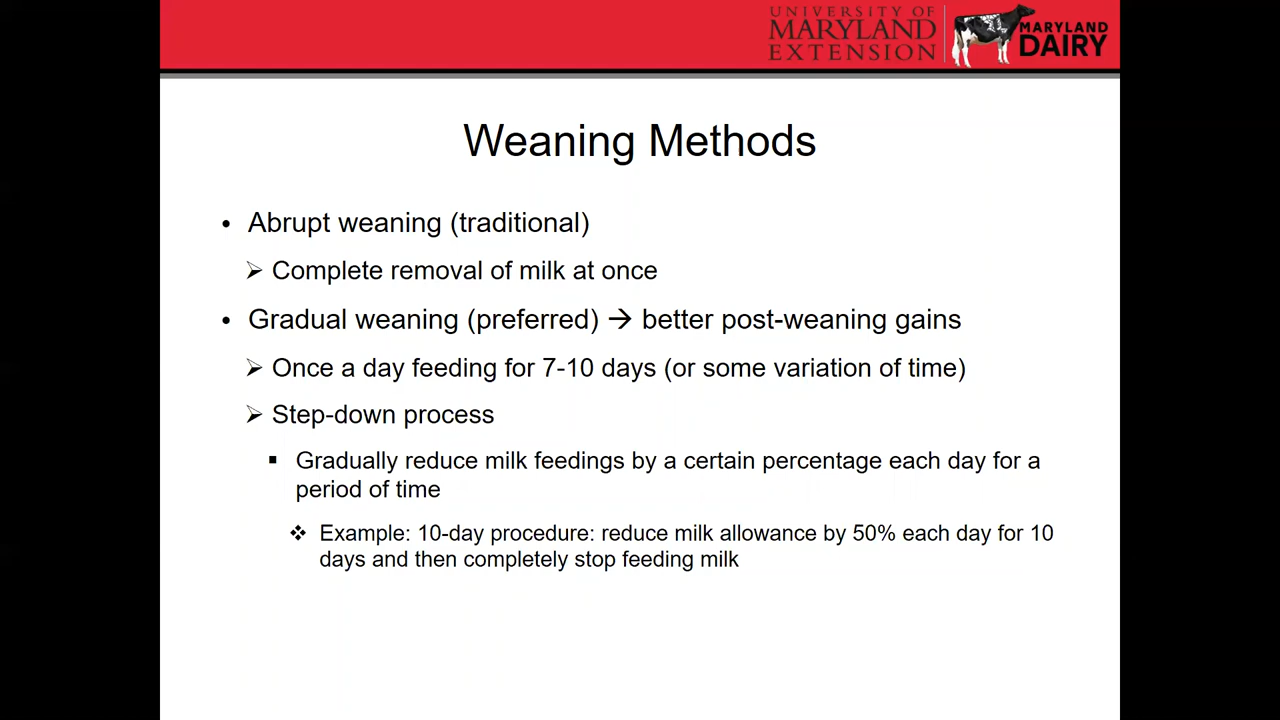 UNIVERSITY OF
MARYLAND
EXTENSION
MARYLAND
DAIRY
Weaning Methods
• Abrupt weaning (traditional)
➢ Complete removal of milk at once
• Gradual weaning (preferred) → better post-weaning gains
➢ Once a day feeding for 7-10 days (or some variation of time)
➢ Step-down process
▪ Gradually reduce milk feedings by a certain percentage each day for a
period of time
❖ Example: 10-day procedure: reduce milk allowance by 50% each day for 10
days and then completely stop feeding milk